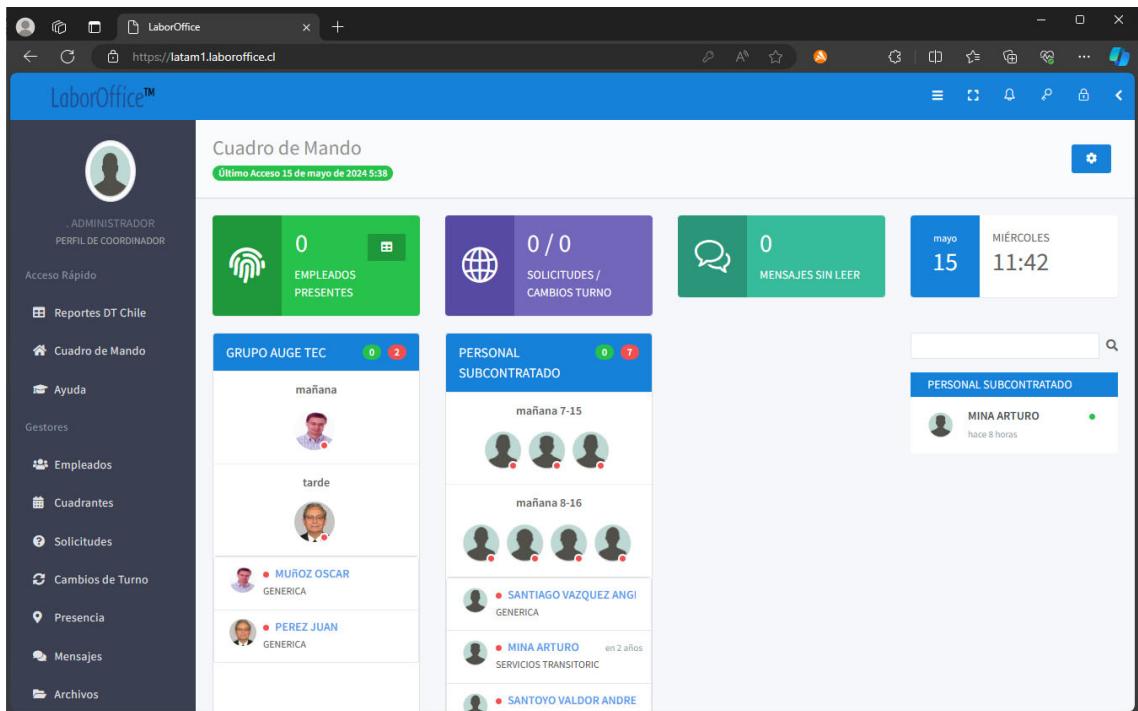 LaborOffice
https://latam1.laboroffice.cl
LaborOffice™
. ADMINISTRADOR
PERFIL DE COORDINADOR
Acceso Rápido
Reportes DT Chile
Cuadro de Mando
Ayuda
Gestores
Empleados
Cuadrantes
Solicitudes
Cambios de Turno
Presencia
Mensajes
Archivos
Cuadro de Mando
Último Acceso 15 de mayo de 2024 5:38
0
EMPLEADOS
PRESENTES
0 / 0
SOLICITUDES /
CAMBIOS TURNO
0
MENSAJES SIN LEER
mayo
15
MIÉRCOLES
11:42
GRUPO AUGE TEC 0 2
mañana
tarde
MUñOZ OSCAR
GENERICA
PEREZ JUAN
GENERICA
PERSONAL
SUBCONTRATADO 0 7
mañana 7-15
mañana 8-16
SANTIAGO VAZQUEZ ANGI
GENERICA
MINA ARTURO en 2 años
SERVICIOS TRANSITORIC
SANTOYO VALDOR ANDRE
PERSONAL SUBCONTRATADO
MINA ARTURO
hace 8 horas